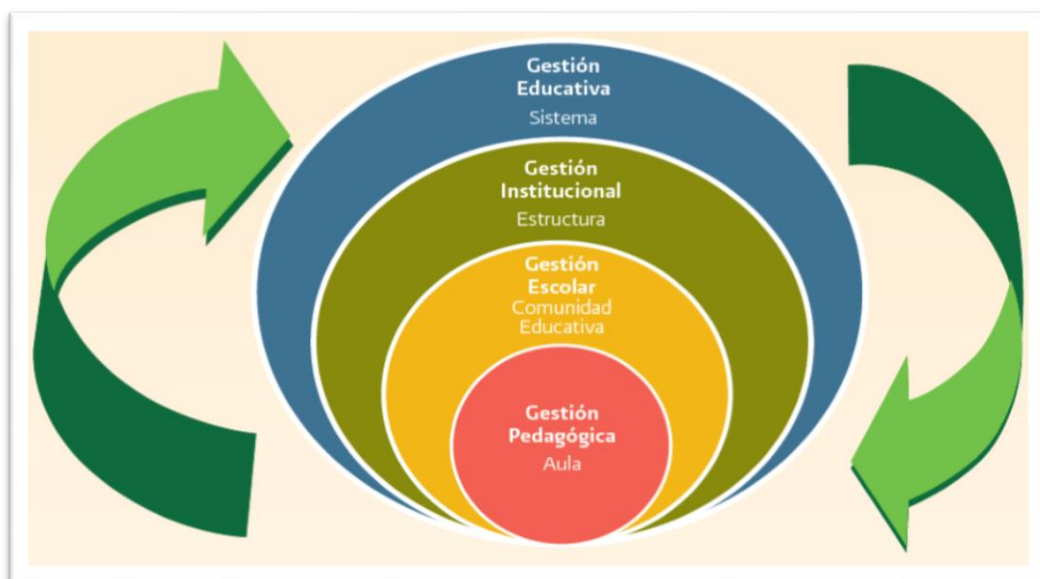 Gestión
Educativa
Sistema
Gestión
Institucional
Estructura
Gestión
Escolar
Comunidad
Educativa
Gestión
Pedagógica
Aula